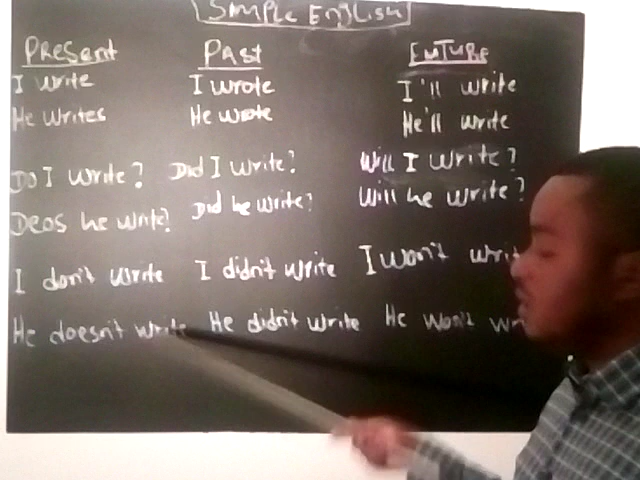 SIMPLE ENGLISH
Present Past FUTURE
I write I wrote I'll write
He writes He wrote He'll write
Do I write? Did I write? Will I write?
Deos he write? Did he write? Will he write?
I don't write I didn't write I won't
He doesn't write He didn't write He won't